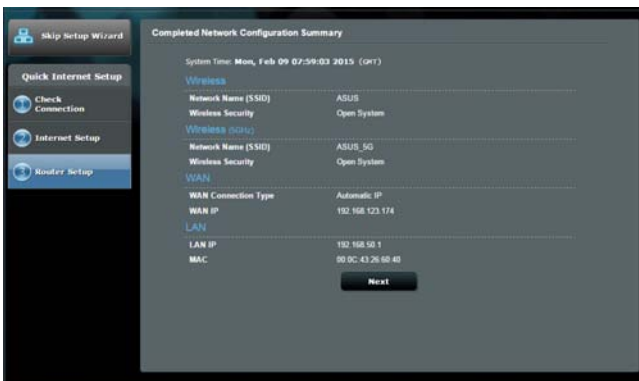 Skip Setup Wizard
Quick Internet Setup
1 Check Connection
2 Internet Setup
3 Router Setup
Completed Network Configuration Summary
System Time: Mon, Feb 09 07:59:03 2015 (GMT)
Wireless
Network Name (SSID) ASUS
Wireless Security Open System
Wireless (5GHz)
Network Name (SSID) ASUS_5G
Wireless Security Open System
WAN
WAN Connection Type Automatic IP
WAN IP 192.168.123.174
LAN
LAN IP 192.168.50.1
MAC 00:0C:43:26:60:40
Next